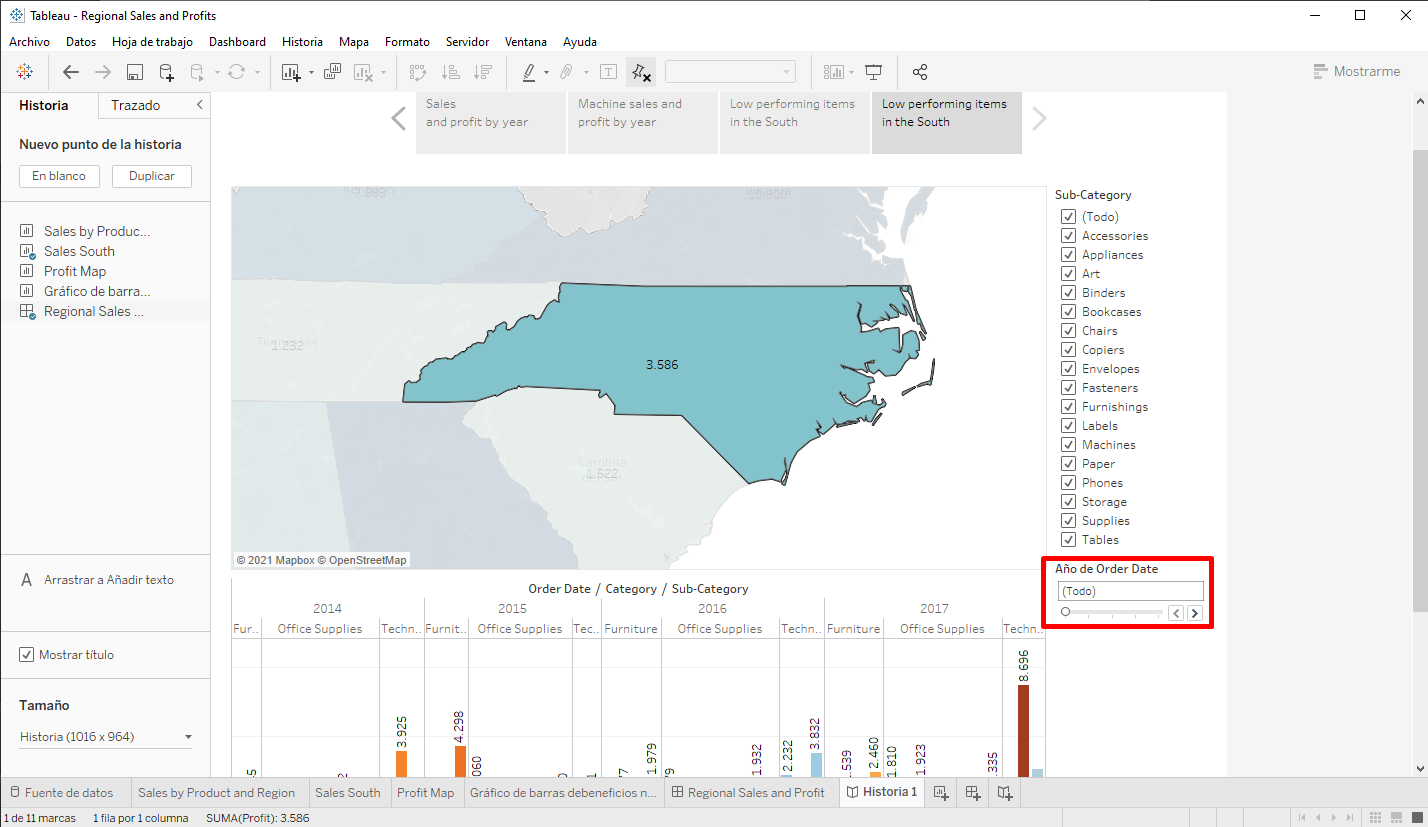 Tableau - Regional Sales and Profits
Archivo Datos Hoja de trabajo Dashboard Historia Mapa Formato Servidor Ventana Ayuda
Mostrarme
Historia Trazado
Nuevo punto de la historia
En blanco Duplicar
Sales by Produc...
Sales South
Profit Map
Gráfico de barra...
Regional Sales ...
A Arrastrar a Añadir texto
Mostrar título
Tamaño
Historia (1016 x 964)
Sales
and profit by year
Machine sales and
profit by year
Low performing items
in the South
Low performing items
in the South
7.883
10.800
Tennessee
1.232
3.586
Carolina
1.522
© 2021 Mapbox © OpenStreetMap
Sub-Category
(Todo)
Accessories
Appliances
Art
Binders
Bookcases
Chairs
Copiers
Envelopes
Fasteners
Furnishings
Labels
Machines
Paper
Phones
Storage
Supplies
Tables
Año de Order Date
(Todo)
Order Date / Category / Sub-Category
2014 2015 2016 2017
Fur.. Office Supplies Techn.. Furnit.. Office Supplies Tec.. Furniture Office Supplies Techn.. Furniture Office Supplies Techn..
3.925
4.298
1.979
1.932
2.232
3.832
2.460
1.810
1.923
8.696
Fuente de datos Sales by Product and Region Sales South Profit Map Gráfico de barras debeneficios n... Regional Sales and Profit Historia 1
1 de 11 marcas 1 fila por 1 columna SUMA(Profit): 3.586